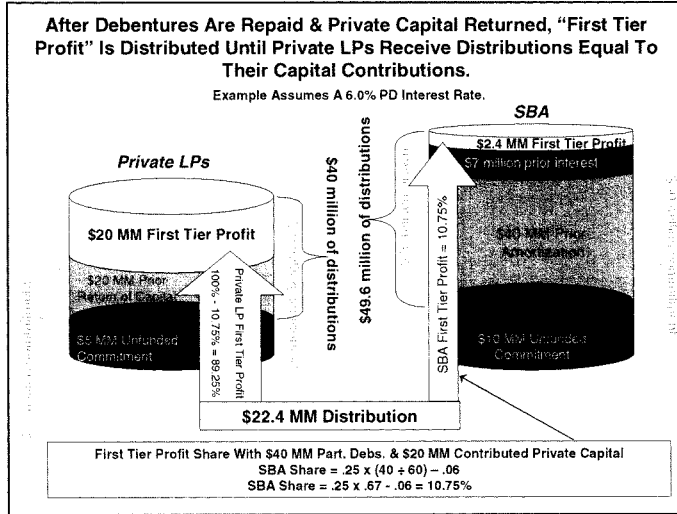 After Debentures Are Repaid & Private Capital Returned, “First Tier
Profit” Is Distributed Until Private LPs Receive Distributions Equal To
Their Capital Contributions.
Example Assumes A 6.0% PD Interest Rate.
SBA
Private LPs
$2.4 MM First Tier Profit
$7 million prior interest
$40 million of distributions
$49.6 million of distributions
$20 MM First Tier Profit
$40 MM Prior
Amortization
$20 MM Prior
Return of Capital
Private LP First Tier Profit
100% - 10.75% = 89.25%
SBA First Tier Profit = 10.75%
$5 MM Unfunded
Commitment
$10 MM Unfunded
Commitment
$22.4 MM Distribution
First Tier Profit Share With $40 MM Part. Debs. & $20 MM Contributed Private Capital
SBA Share = .25 x (40 ÷ 60) – .06
SBA Share = .25 x .67 - .06 = 10.75%